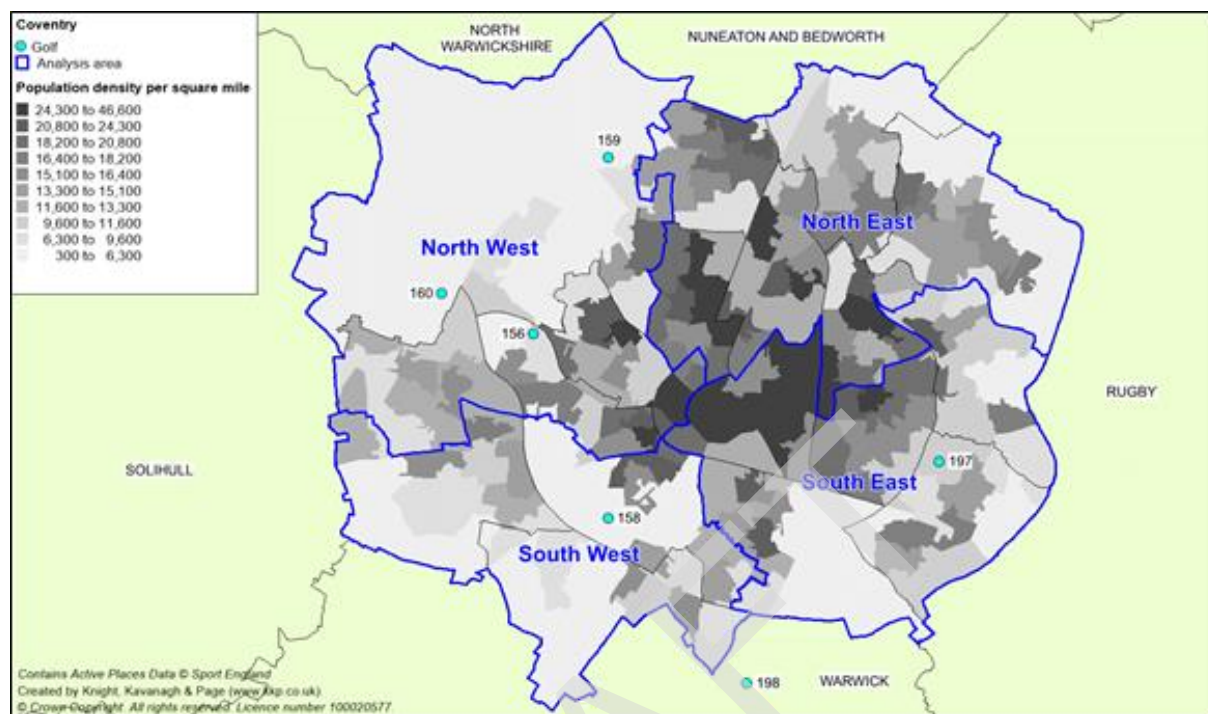 Coventry
Golf
Analysis area
Population density per square mile
24,300 to 46,600
20,800 to 24,300
18,200 to 20,800
16,400 to 18,200
15,100 to 16,400
13,300 to 15,100
11,600 to 13,300
9,600 to 11,600
6,300 to 9,600
300 to 6,300
NORTH
WARWICKSHIRE
NUNEATON AND BEDWORTH
159
North East
North West
160
156
RUGBY
SOLIHULL
197
South East
158
South West
198
WARWICK
Contains Active Places Data © Sport England
Created by Knight, Kavanagh & Page (www.kkp.co.uk)
© Crown Copyright. All rights reserved. Licence number 100020577.